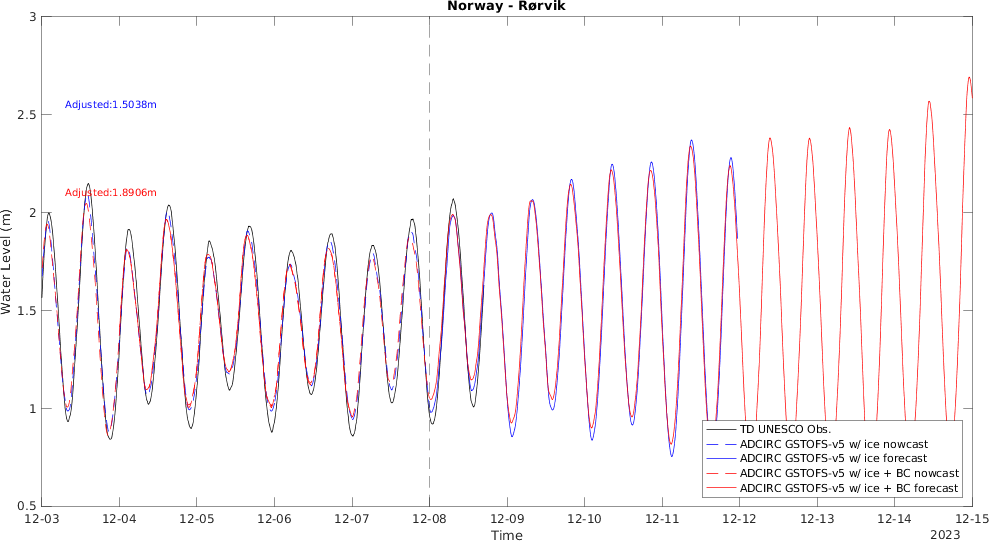 Norway - Rørvik
3
2.5
2
1.5
1
0.5
Water Level (m)
Adjusted:1.5038m
Adjusted:1.8906m
TD UNESCO Obs.
ADCIRC GSTOFS-v5 w/ ice nowcast
ADCIRC GSTOFS-v5 w/ ice forecast
ADCIRC GSTOFS-v5 w/ ice + BC nowcast
ADCIRC GSTOFS-v5 w/ ice + BC forecast
12-03 12-04 12-05 12-06 12-07 12-08 12-09 12-10 12-11 12-12 12-13 12-14 12-15
Time
2023